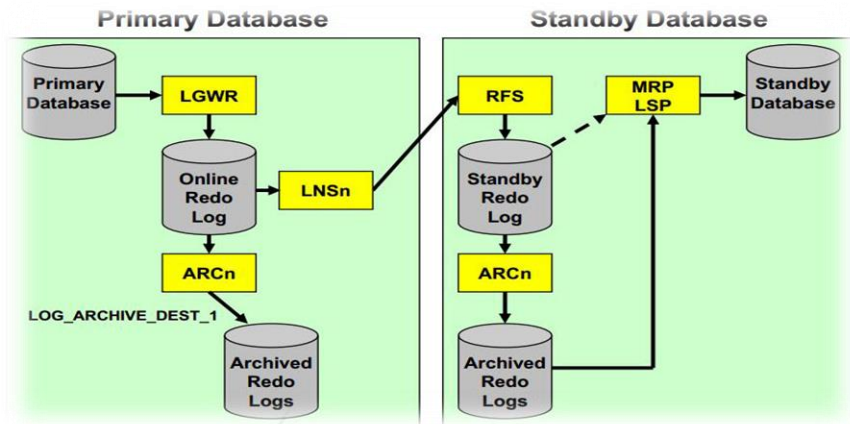 Primary Database
Standby Database
Primary
Database
LGWR
Online
Redo
Log
LNSn
ARCn
LOG_ARCHIVE_DEST_1
Archived
Redo
Logs
RFS
MRP
LSP
Standby
Database
Standby
Redo
Log
ARCn
Archived
Redo
Logs